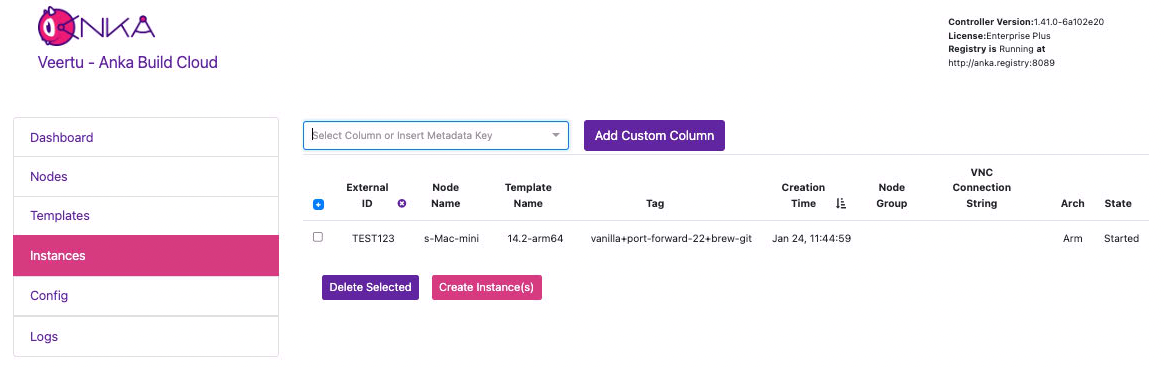 ANKA
Veertu - Anka Build Cloud
Controller Version:1.41.0-6a102e20
License:Enterprise Plus
Registry is Running at
http://anka.registry:8089
Dashboard
Nodes
Templates
Instances
Config
Logs
Select Column or Insert Metadata Key
Add Custom Column
External ID
Node Name
Template Name
Tag
Creation Time
Node Group
VNC Connection String
Arch
State
TEST123 s-Mac-mini 14.2-arm64 vanilla+port-forward-22+brew-git Jan 24, 11:44:59 Arm Started
Delete Selected
Create Instance(s)